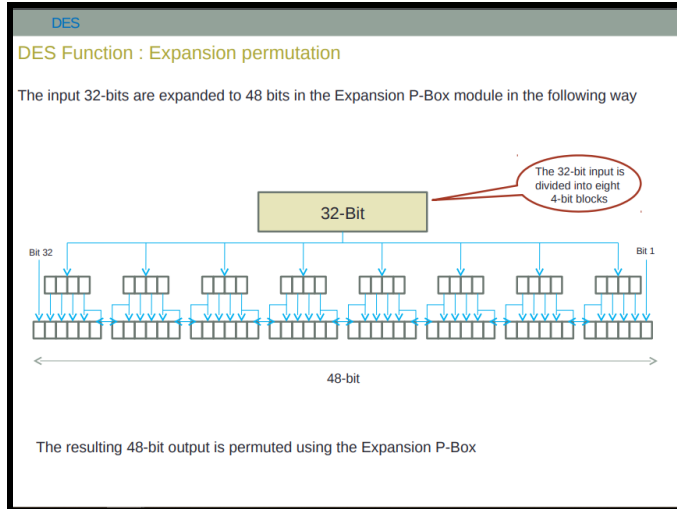 DES
DES Function : Expansion permutation
The input 32-bits are expanded to 48 bits in the Expansion P-Box module in the following way
The 32-bit input is
divided into eight
4-bit blocks
32-Bit
Bit 32
Bit 1
48-bit
The resulting 48-bit output is permuted using the Expansion P-Box